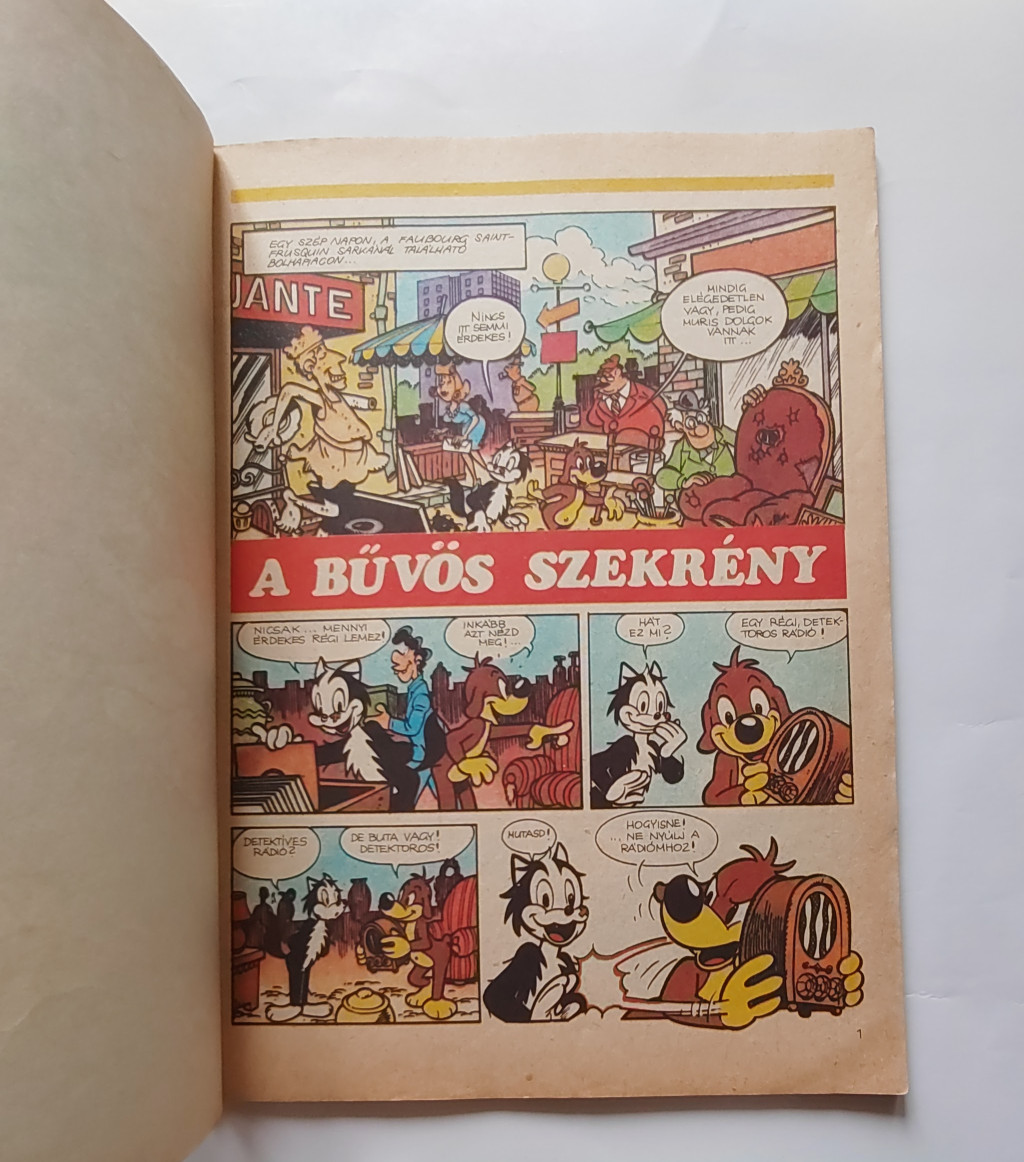 EGY SZÉP NAPON, A FAUBOURG SAINT-
FRUSQUIN SARKÁNÁL TALÁLHATÓ
BOLHAPIACON...
JANTE
NINCS
ITT SEMMI
ÉRDEKES!
MINDIG
ELÉGEDETLEN
VAGY, PEDIG
MURIS DOLGOK
VANNAK
ITT ...
A BŰVÖS SZEKRÉNY
NICSAK ... MENNYI
ÉRDEKES RÉGI LEMEZ!
INKÁBB
AZT NÉZD
MEG!...
HÁT
EZ MI?
EGY RÉGI, DETEK-
TOROS RÁDIÓ!
DETEKTÍVES
RÁDIÓ?
DE BUTA VAGY!
DETEKTOROS!
MUTASD!
HOGYISNE!
... NE NYÚLJ A
RÁDIÓMHOZ!
1